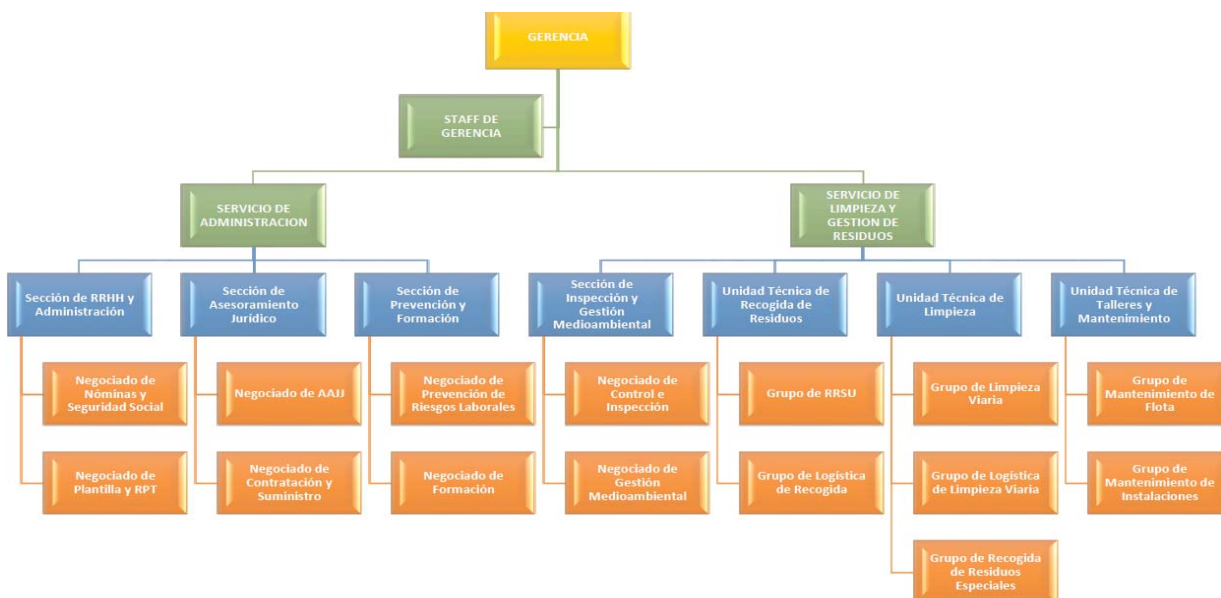 GERENCIA
STAFF DE
GERENCIA
SERVICIO DE
ADMINISTRACION
SERVICIO DE
LIMPIEZA Y
GESTION DE
RESIDUOS
Sección de RRHH y
Administración
Sección de
Asesoramiento
Jurídico
Sección de
Prevención y
Formación
Sección de
Inspección y
Gestión
Medioambiental
Unidad Técnica de
Recogida de
Resíduos
Unidad Técnica de
Limpieza
Unidad Técnica de
Talleres y
Mantenimiento
Negociado de
Nóminas y
Seguridad Social
Negociado de AAJJ
Negociado de
Prevención de
Riesgos Laborales
Negociado de
Control e
Inspección
Grupo de RRSU
Grupo de Limpieza
Viaria
Grupo de
Mantenimiento de
Flota
Negociado de
Plantilla y RPT
Negociado de
Contratación y
Suministro
Negociado de
Formación
Negociado de
Gestión
Medioambiental
Grupo de Logística
de Recogida
Grupo de Logística
de Limpieza Viaria
Grupo de
Mantenimiento de
Instalaciones
Grupo de Recogida
de Residuos
Especiales